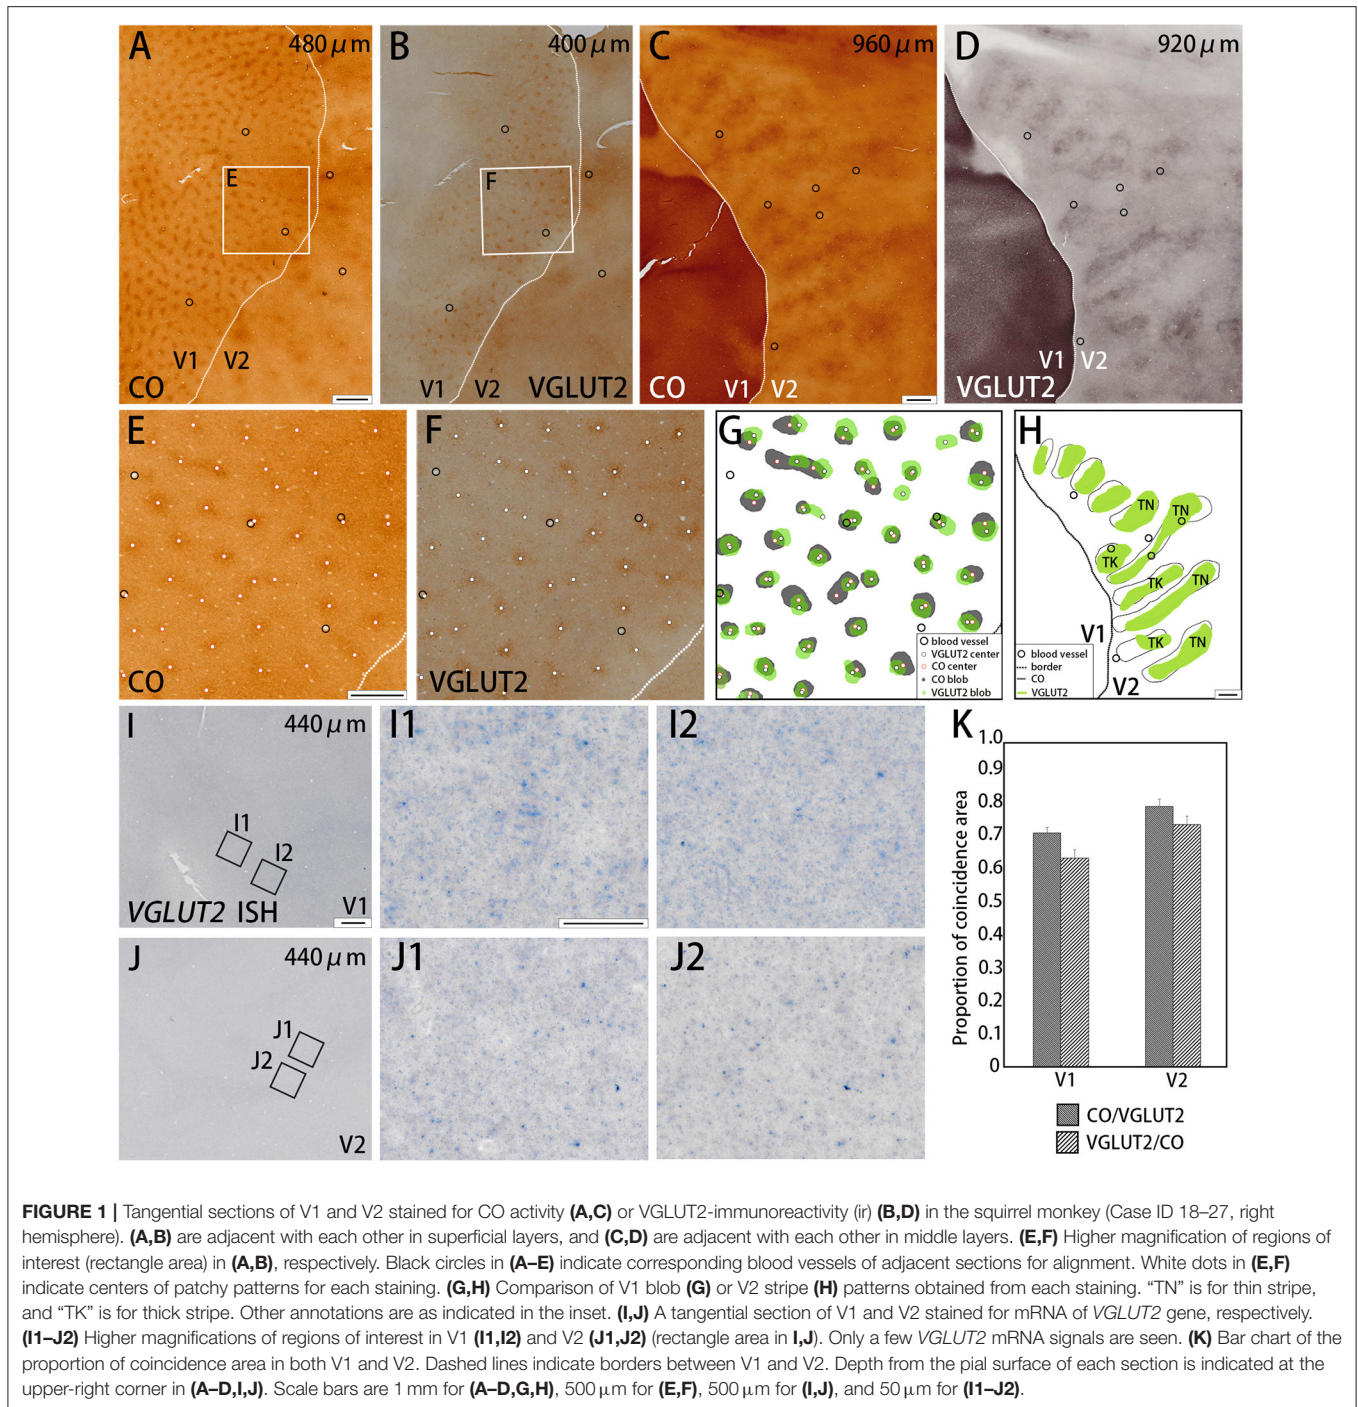 A
480 μm
E
V1 V2
CO
B
400 μm
F
V1 V2
VGLUT2
C
960 μm
CO
V1 V2
D
920 μm
V1 V2
VGLUT2
E
CO
F
VGLUT2
G
blood vessel
VGLUT2 center
CO center
CO blob
VGLUT2 blob
H
TN
TN
TK
TK
TN
TK
TN
V1
V2
blood vessel
border
CO
VGLUT2
I
440 μm
I1
I2
VGLUT2 ISH
V1
I1
I2
J
440 μm
J1
J2
V2
J1
J2
K
Proportion of coincidence area
1.0
0.9
0.8
0.7
0.6
0.5
0.4
0.3
0.2
0.1
0
V1 V2
CO/VGLUT2
VGLUT2/CO
FIGURE 1 | Tangential sections of V1 and V2 stained for CO activity (A,C) or VGLUT2-immunoreactivity (ir) (B,D) in the squirrel monkey (Case ID 18–27, right
hemisphere). (A,B) are adjacent with each other in superficial layers, and (C,D) are adjacent with each other in middle layers. (E,F) Higher magnification of regions of
interest (rectangle area) in (A,B), respectively. Black circles in (A–E) indicate corresponding blood vessels of adjacent sections for alignment. White dots in (E,F)
indicate centers of patchy patterns for each staining. (G,H) Comparison of V1 blob (G) or V2 stripe (H) patterns obtained from each staining. “TN” is for thin stripe,
and “TK” is for thick stripe. Other annotations are as indicated in the inset. (I,J) A tangential section of V1 and V2 stained for mRNA of VGLUT2 gene, respectively.
(I1–J2) Higher magnifications of regions of interest in V1 (I1,I2) and V2 (J1,J2) (rectangle area in I,J). Only a few VGLUT2 mRNA signals are seen. (K) Bar chart of the
proportion of coincidence area in both V1 and V2. Dashed lines indicate borders between V1 and V2. Depth from the pial surface of each section is indicated at the
upper-right corner in (A–D,I,J). Scale bars are 1 mm for (A–D,G,H), 500 μm for (E,F), 500 μm for (I,J), and 50 μm for (I1–J2).